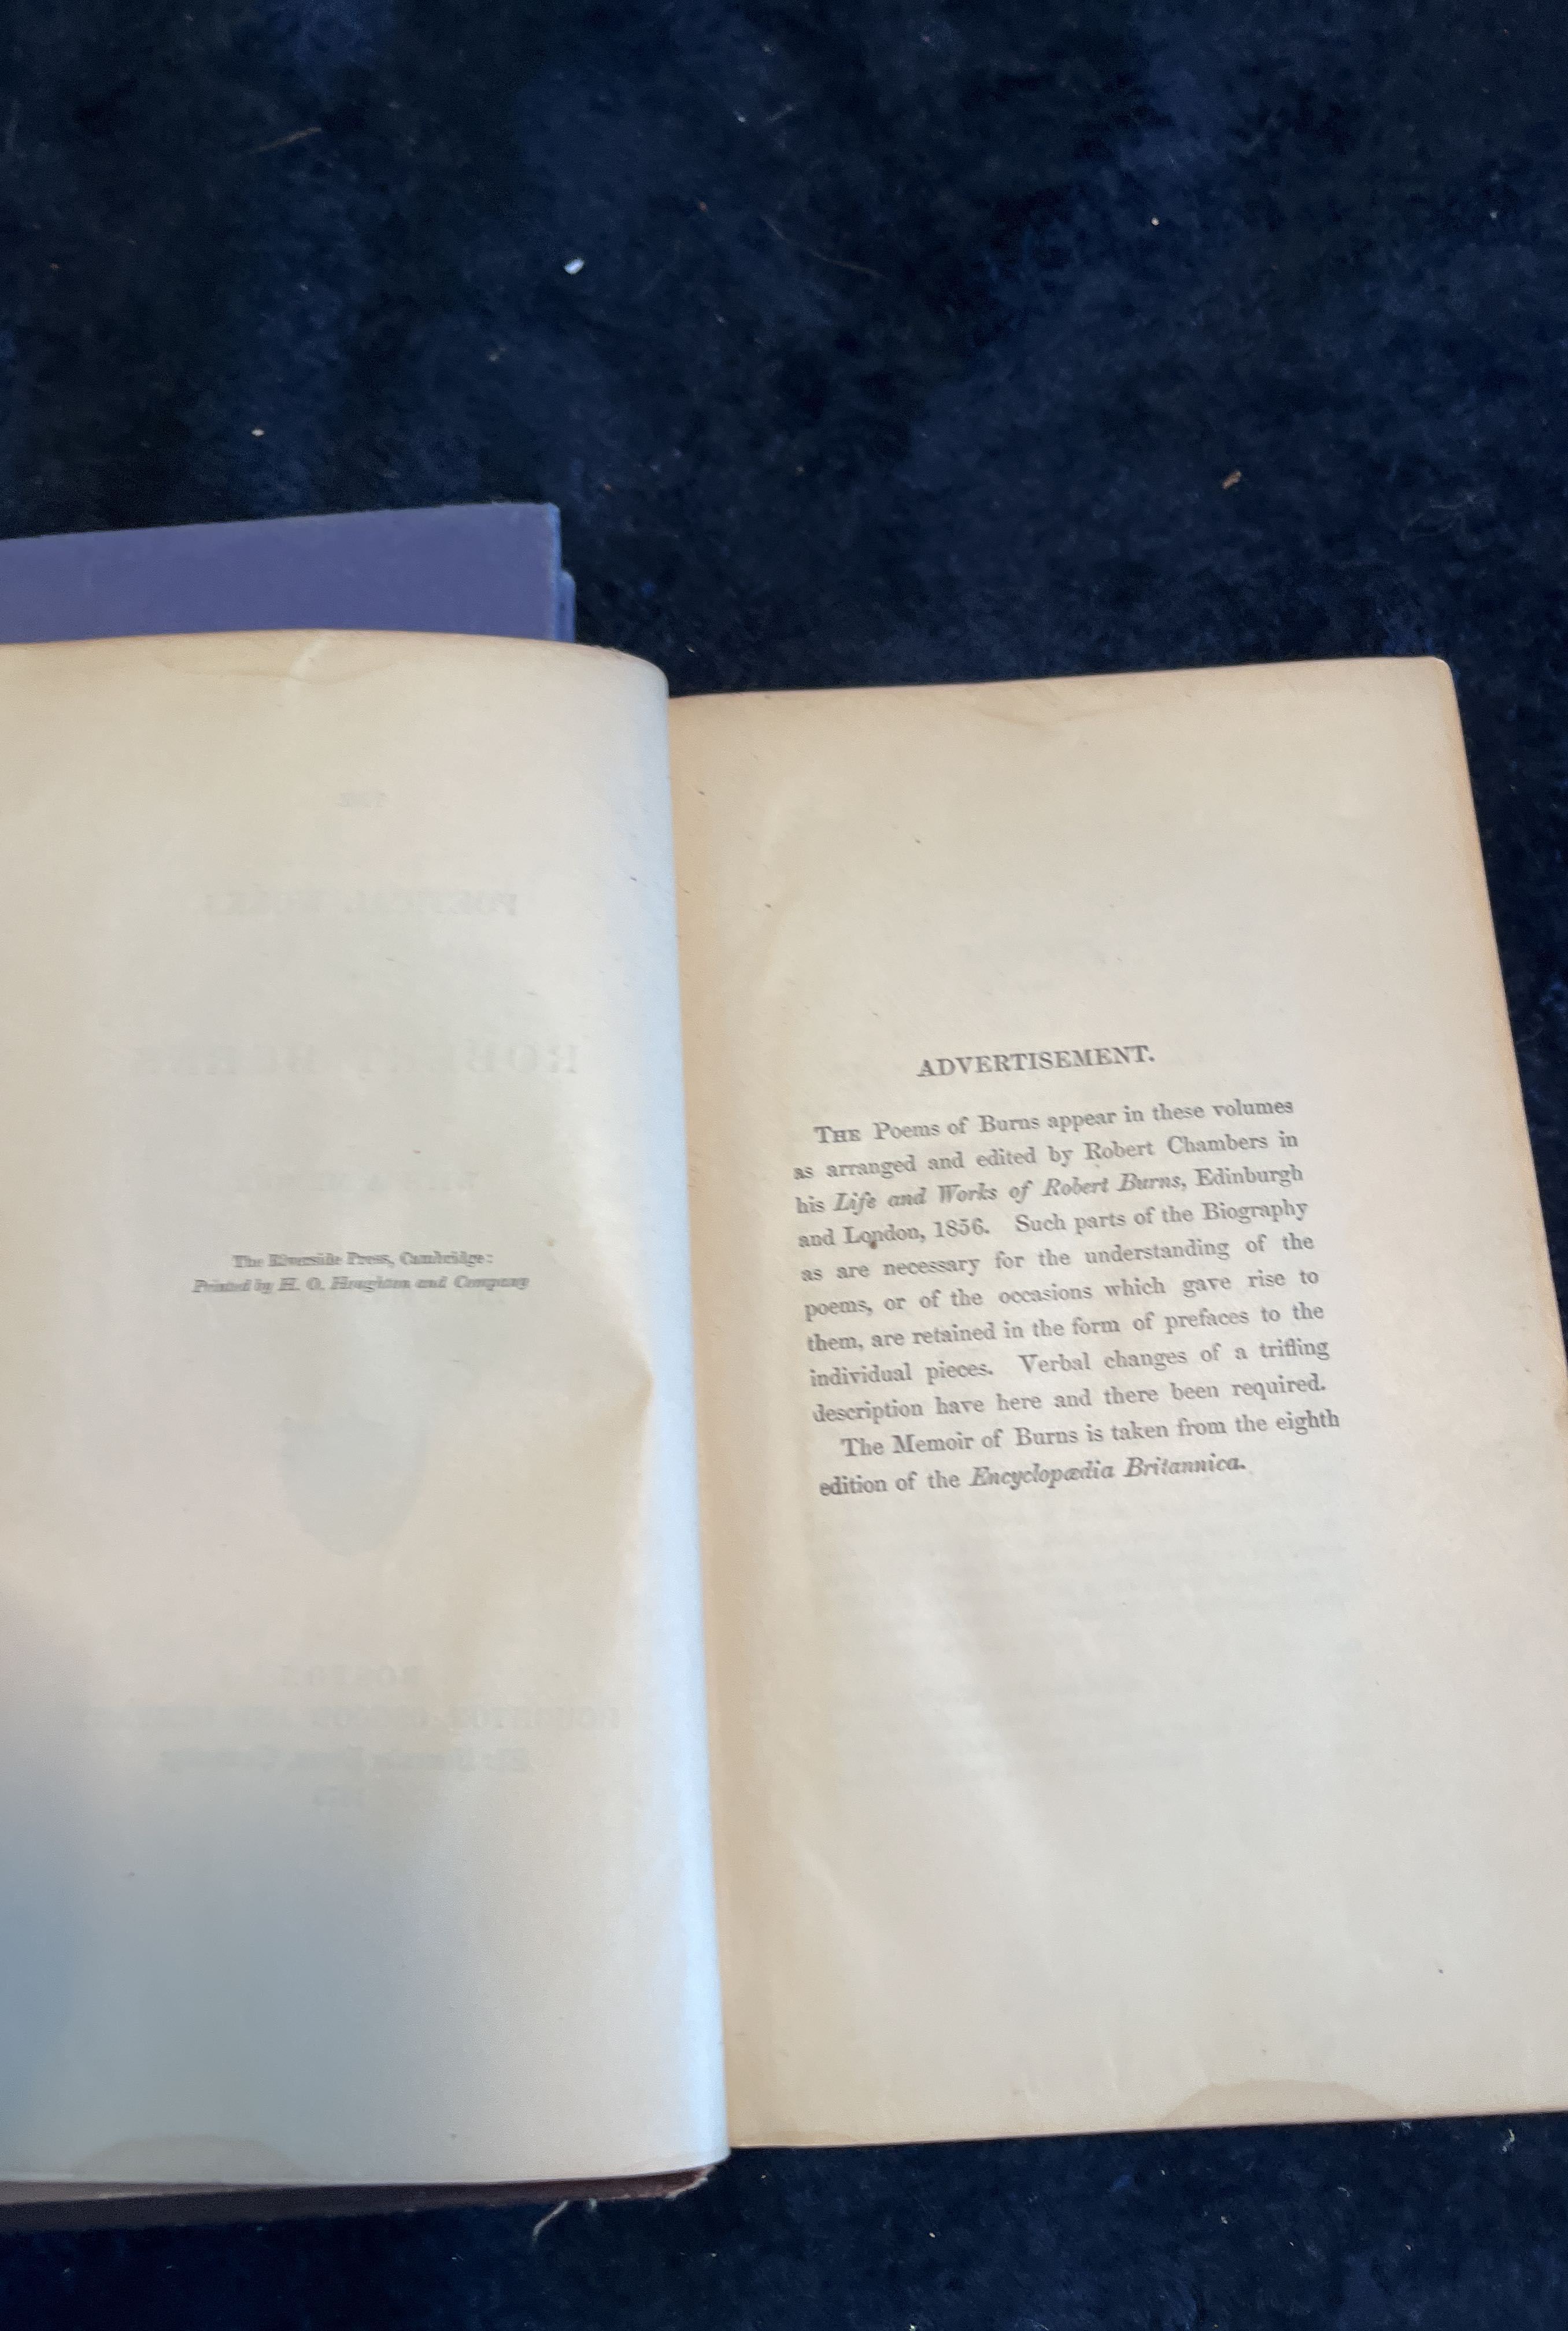 The Riverside Press, Cambridge:
Printed by H. O. Houghton and Company
ADVERTISEMENT.
THE Poems of Burns appear in these volumes
as arranged and edited by Robert Chambers in
his Life and Works of Robert Burns, Edinburgh
and London, 1856. Such parts of the Biography
as are necessary for the understanding of the
poems, or of the occasions which gave rise to
them, are retained in the form of prefaces to the
individual pieces. Verbal changes of a trifling
description have here and there been required.
The Memoir of Burns is taken from the eighth
edition of the Encyclopædia Britannica.